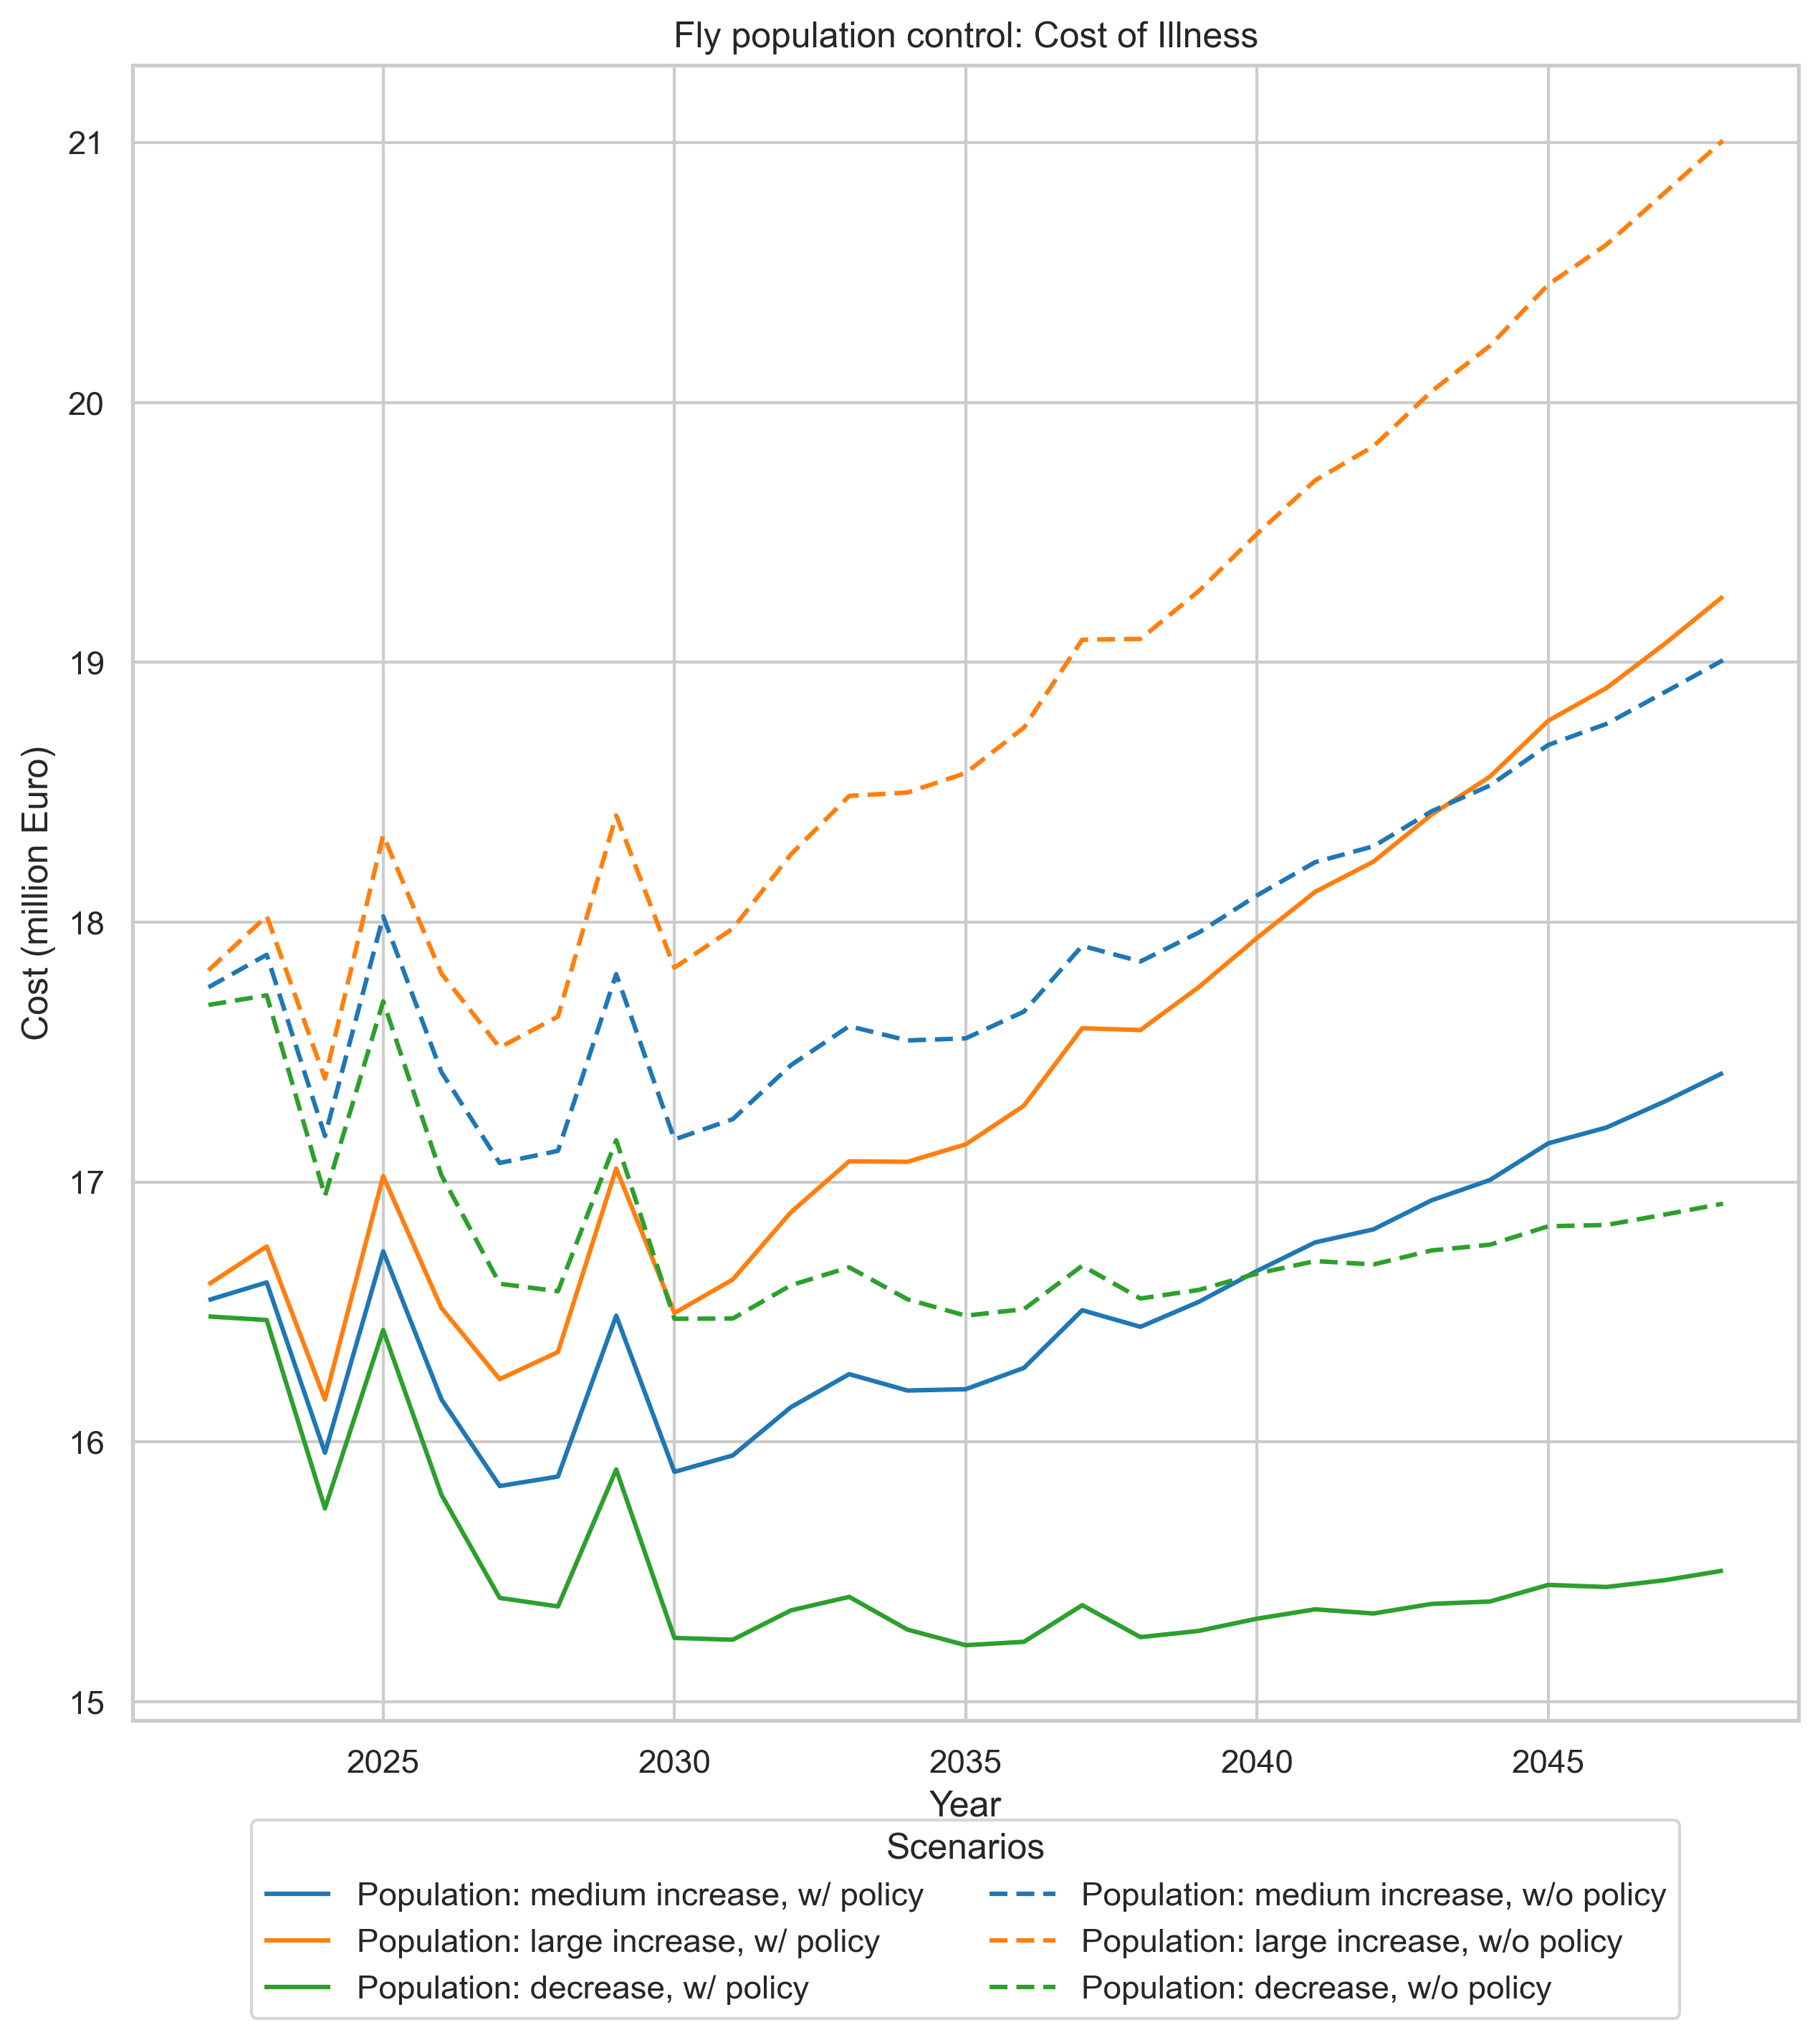 Fly population control: Cost of Illness
21
20
19
18
17
16
15
Cost (million Euro)
2025 2030 2035 2040 2045
Year
Scenarios
Population: medium increase, w/ policy
Population: large increase, w/ policy
Population: decrease, w/ policy
Population: medium increase, w/o policy
Population: large increase, w/o policy
Population: decrease, w/o policy